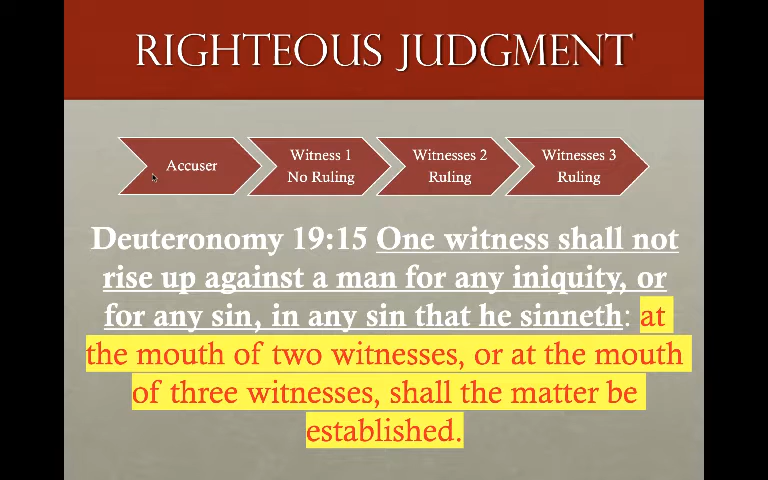 RIGHTEOUS JUDGMENT
Accuser
Witness 1
No Ruling
Witnesses 2
Ruling
Witnesses 3
Ruling
Deuteronomy 19:15 One witness shall not
rise up against a man for any iniquity, or
for any sin, in any sin that he sinneth: at
the mouth of two witnesses, or at the mouth
of three witnesses, shall the matter be
established.